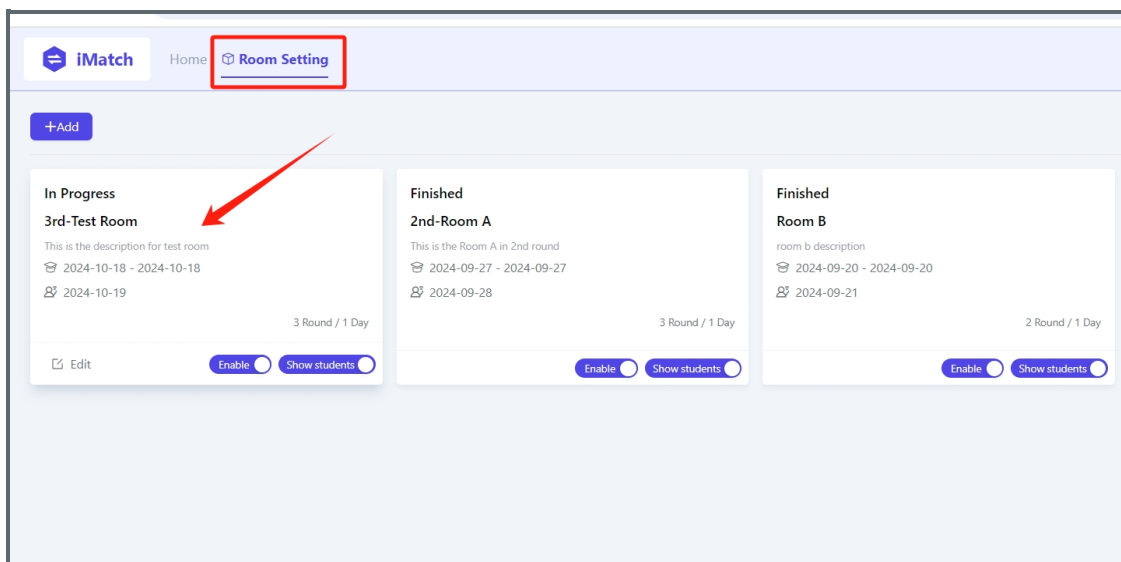 iMatch Home Room Setting
+Add
In Progress
3rd-Test Room
This is the description for test room
2024-10-18 - 2024-10-18
2024-10-19
3 Round / 1 Day
Edit Enable Show students
Finished
2nd-Room A
This is the Room A in 2nd round
2024-09-27 - 2024-09-27
2024-09-28
3 Round / 1 Day
Enable Show students
Finished
Room B
room b description
2024-09-20 - 2024-09-20
2024-09-21
2 Round / 1 Day
Enable Show students